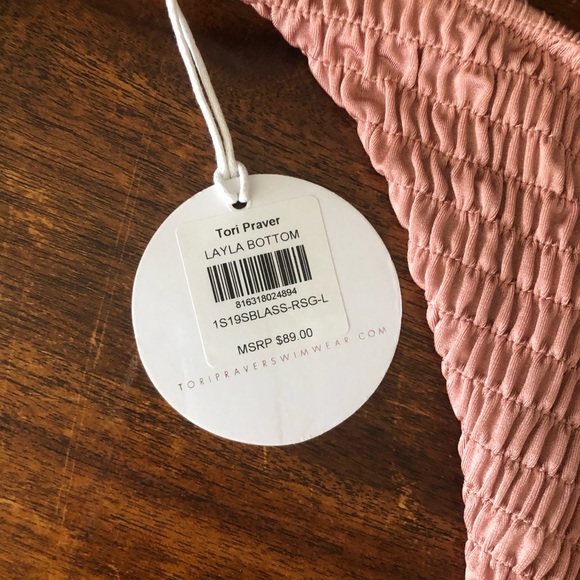 Tori Praver
LAYLA BOTTOM
816318024894
1S19SBLASS-RSG-L
MSRP $89.00
TORIPRAVERSWIMWEAR.COM